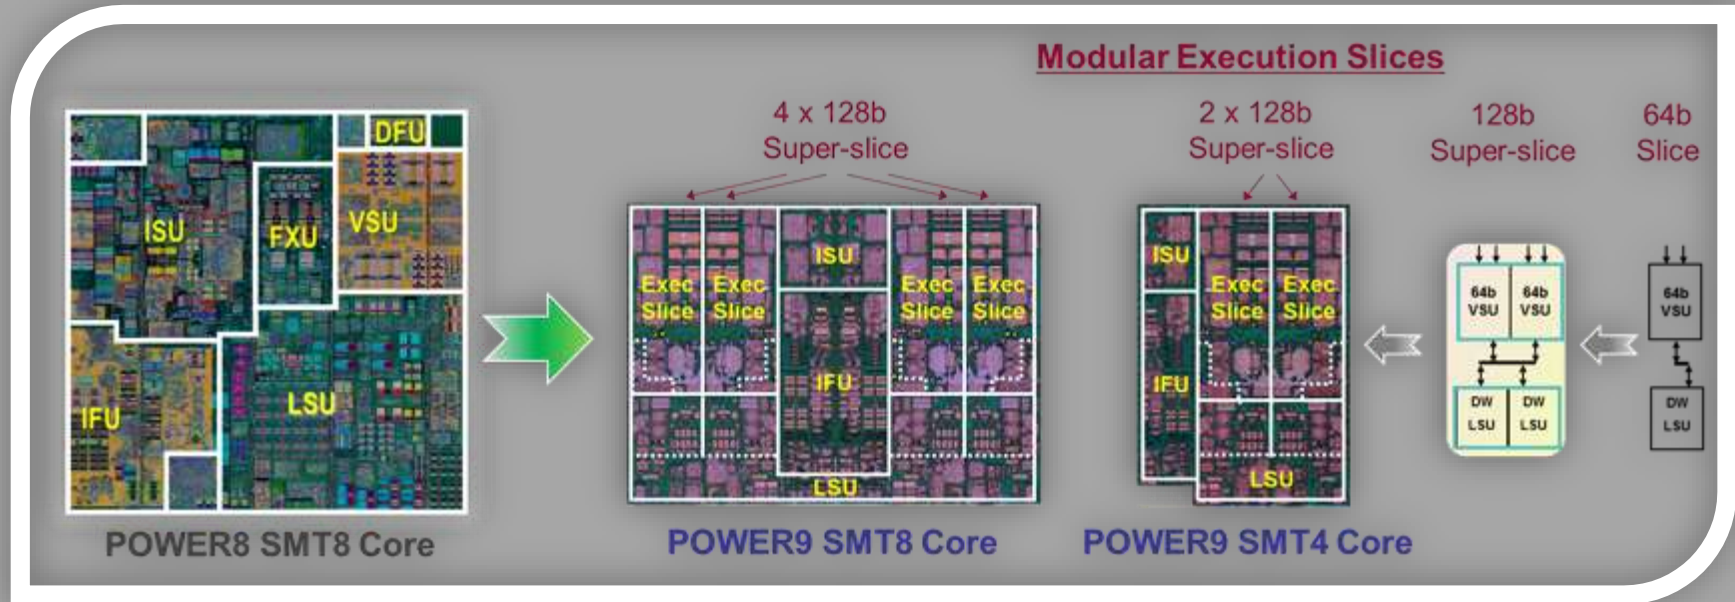 Modular Execution Slices
4 x 128b
Super-slice
2 x 128b
Super-slice
128b
Super-slice
64b
Slice
DFU
ISU
FXU
VSU
IFU
LSU
POWER8 SMT8 Core
ISU
Exec
Slice
Exec
Slice
Exec
Slice
Exec
Slice
IFU
LSU
POWER9 SMT8 Core
ISU
Exec
Slice
Exec
Slice
IFU
LSU
POWER9 SMT4 Core
64b
VSU
64b
VSU
DW
LSU
DW
LSU
64b
VSU
DW
LSU